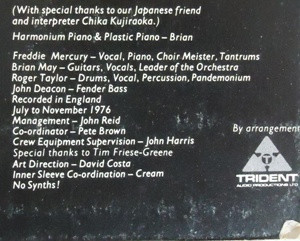 (With special thanks to our Japanese friend
and interpreter Chika Kujiraoka.)
Harmonium Piano & Plastic Piano – Brian
Freddie Mercury – Vocal, Piano, Choir Meister, Tantrums
Brian May – Guitars, Vocals, Leader of the Orchestra
Roger Taylor – Drums, Vocal, Percussion, Pandemonium
John Deacon – Fender Bass
Recorded in England
July to November 1976
Management – John Reid
Co-ordinator – Pete Brown
Crew Equipment Supervision – John Harris
Special thanks to Tim Friese-Greene
Art Direction – David Costa
Inner Sleeve Co-ordination – Cream
No Synths!
By arrangement
TRIDENT
AUDIO PRODUCTIONS LTD